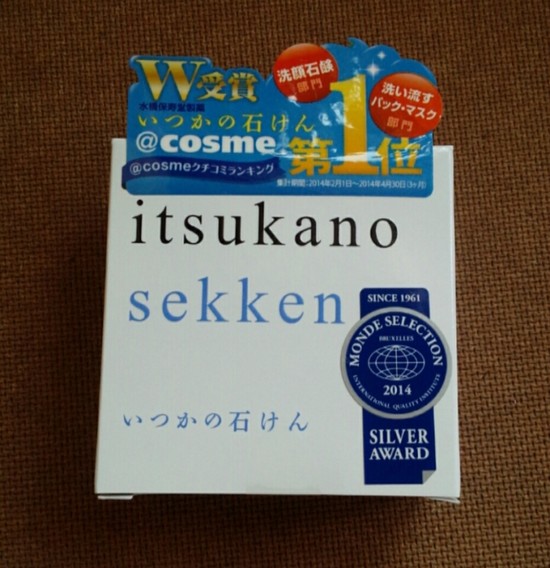 W受賞
洗顔石鹸
部門
洗い流す
パック・マスク
部門
水橋保寿堂製薬
いつかの石けん
@cosme
第1位
@cosmeクチコミランキング
集計期間:2014年2月1日〜2014年4月30日(3ヶ月)
itsukano
sekken
いつかの石けん
SINCE 1961
MONDE SELECTION
BRUXELLES
2014
INTERNATIONAL QUALITY INSTITUTE
SILVER
AWARD